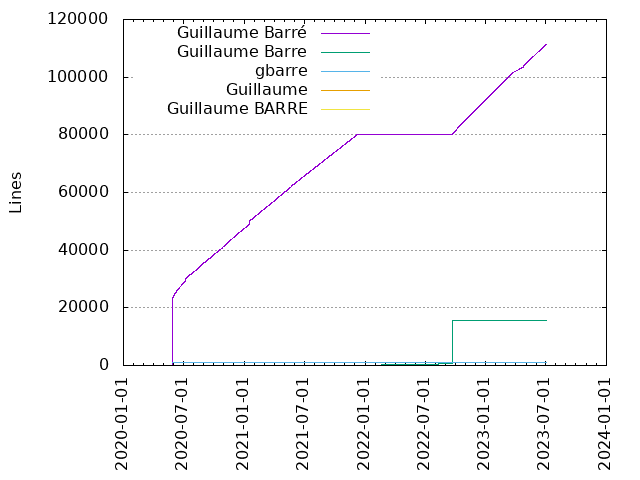 Guillaume Barré
Guillaume Barre
gbarre
Guillaume
Guillaume BARRE
Lines
120000
100000
80000
60000
40000
20000
0
2020-01-01
2020-07-01
2021-01-01
2021-07-01
2022-01-01
2022-07-01
2023-01-01
2023-07-01
2024-01-01